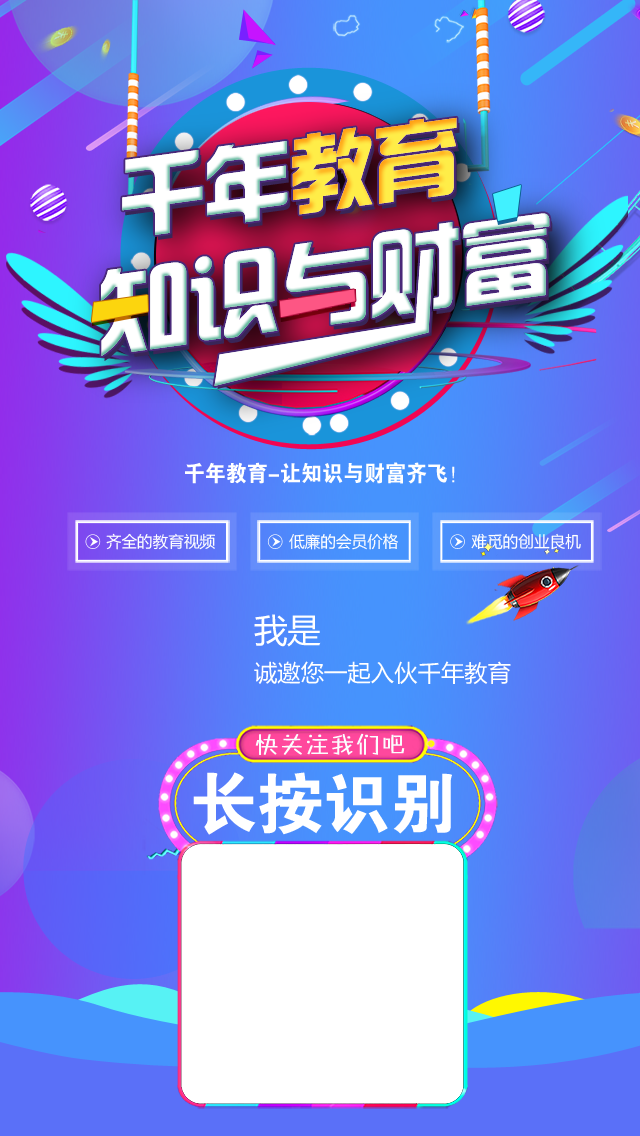 千年教育
知识与财富
千年教育-让知识与财富齐飞!
齐全的教育视频
低廉的会员价格
难觅的创业良机
我是
诚邀您一起入伙千年教育
快关注我们吧
长按识别